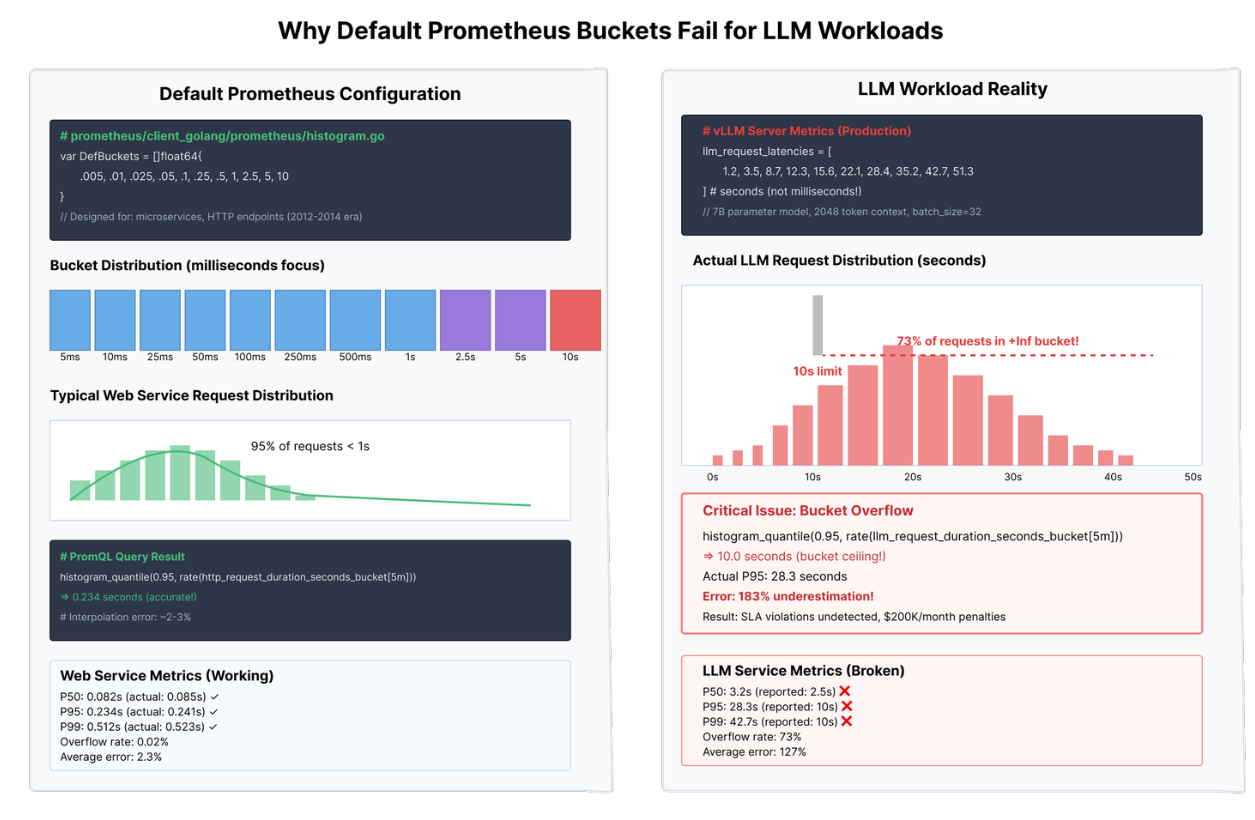 Why Default Prometheus Buckets Fail for LLM Workloads
Default Prometheus Configuration
# prometheus/client_golang/prometheus/histogram.go
var DefBuckets = []float64{
.005, .01, .025, .05, .1, .25, .5, 1, 2.5, 5, 10
}
// Designed for: microservices, HTTP endpoints (2012-2014 era)
Bucket Distribution (milliseconds focus)
5ms 10ms 25ms 50ms 100ms 250ms 500ms 1s 2.5s 5s 10s
Typical Web Service Request Distribution
95% of requests < 1s
# PromQL Query Result
histogram_quantile(0.95, rate(http_request_duration_seconds_bucket[5m]))
⇒ 0.234 seconds (accurate!)
# Interpolation error: ~2-3%
Web Service Metrics (Working)
P50: 0.082s (actual: 0.085s) ✓
P95: 0.234s (actual: 0.241s) ✓
P99: 0.512s (actual: 0.523s) ✓
Overflow rate: 0.02%
Average error: 2.3%
LLM Workload Reality
# vLLM Server Metrics (Production)
llm_request_latencies = [
1.2, 3.5, 8.7, 12.3, 15.6, 22.1, 28.4, 35.2, 42.7, 51.3
] # seconds (not milliseconds!)
// 7B parameter model, 2048 token context, batch_size=32
Actual LLM Request Distribution (seconds)
73% of requests in +Inf bucket!
10s limit
0s 10s 20s 30s 40s 50s
Critical Issue: Bucket Overflow
histogram_quantile(0.95, rate(llm_request_duration_seconds_bucket[5m]))
⇒ 10.0 seconds (bucket ceiling!)
Actual P95: 28.3 seconds
Error: 183% underestimation!
Result: SLA violations undetected, $200K/month penalties
LLM Service Metrics (Broken)
P50: 3.2s (reported: 2.5s) ❌
P95: 28.3s (reported: 10s) ❌
P99: 42.7s (reported: 10s) ❌
Overflow rate: 73%
Average error: 127%